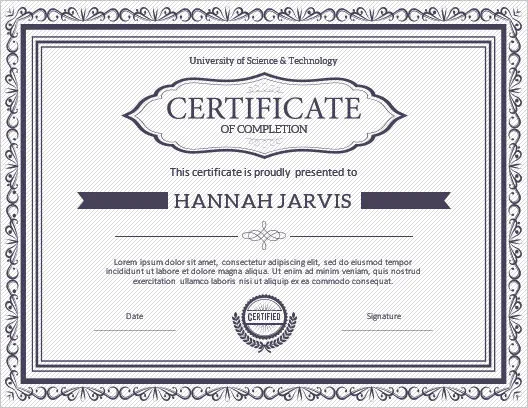 University of Science & Technology
CERTIFICATE
OF COMPLETION
This certificate is proudly presented to
HANNAH JARVIS
Lorem ipsum dolor sit amet, consectetur adipiscing elit, sed do eiusmod tempor
incididunt ut labore et dolore magna aliqua. Ut enim ad minim veniam, quis nostrud
exercitation ullamco laboris nisi ut aliquip ex ea commodo consequat.
Date
CERTIFIED
Signature